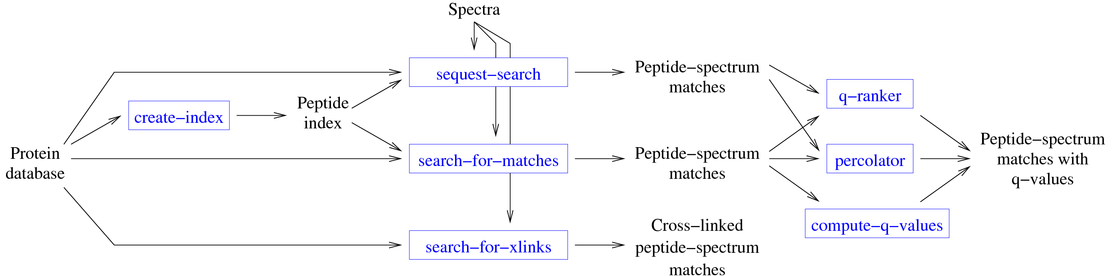 Spectra
sequest−search
Peptide−spectrum
matches
q−ranker
create−index
Peptide
index
Protein
database
search−for−matches
Peptide−spectrum
matches
percolator
Peptide−spectrum
matches with
q−values
compute−q−values
search−for−xlinks
Cross−linked
peptide−spectrum
matches